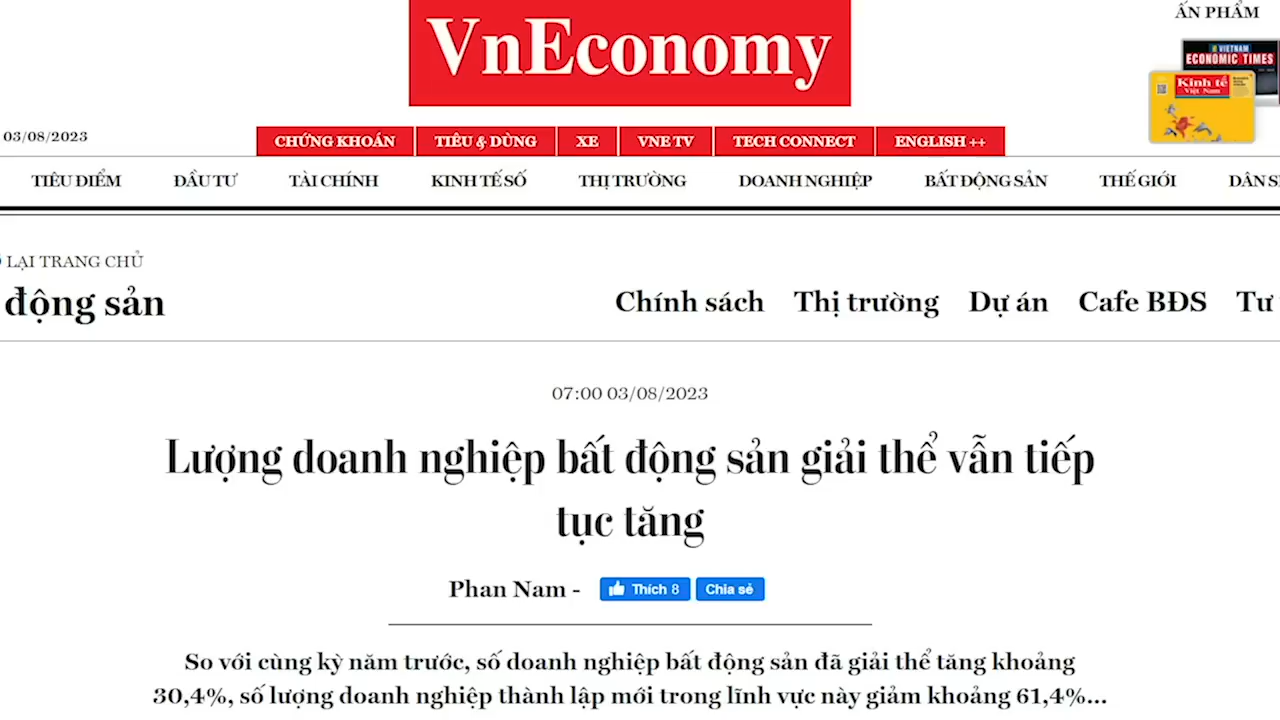 VnEconomy
ẤN PHẨM
VIETNAM
ECONOMIC TIMES
Kinh tế
Việt Nam
03/08/2023
CHỨNG KHOÁN TIÊU & DÙNG XE VNE TV TECH CONNECT ENGLISH ++
TIÊU ĐIỂM ĐẦU TƯ TÀI CHÍNH KINH TẾ SỐ THỊ TRƯỜNG DOANH NGHIỆP BẤT ĐỘNG SẢN THẾ GIỚI DÂN S
LẠI TRANG CHỦ
động sản Chính sách Thị trường Dự án Cafe BĐS Tư
07:00 03/08/2023
Lượng doanh nghiệp bất động sản giải thể vẫn tiếp
tục tăng
Phan Nam - Thích 8 Chia sẻ
So với cùng kỳ năm trước, số doanh nghiệp bất động sản đã giải thể tăng khoảng
30,4%, số lượng doanh nghiệp thành lập mới trong lĩnh vực này giảm khoảng 61,4%...